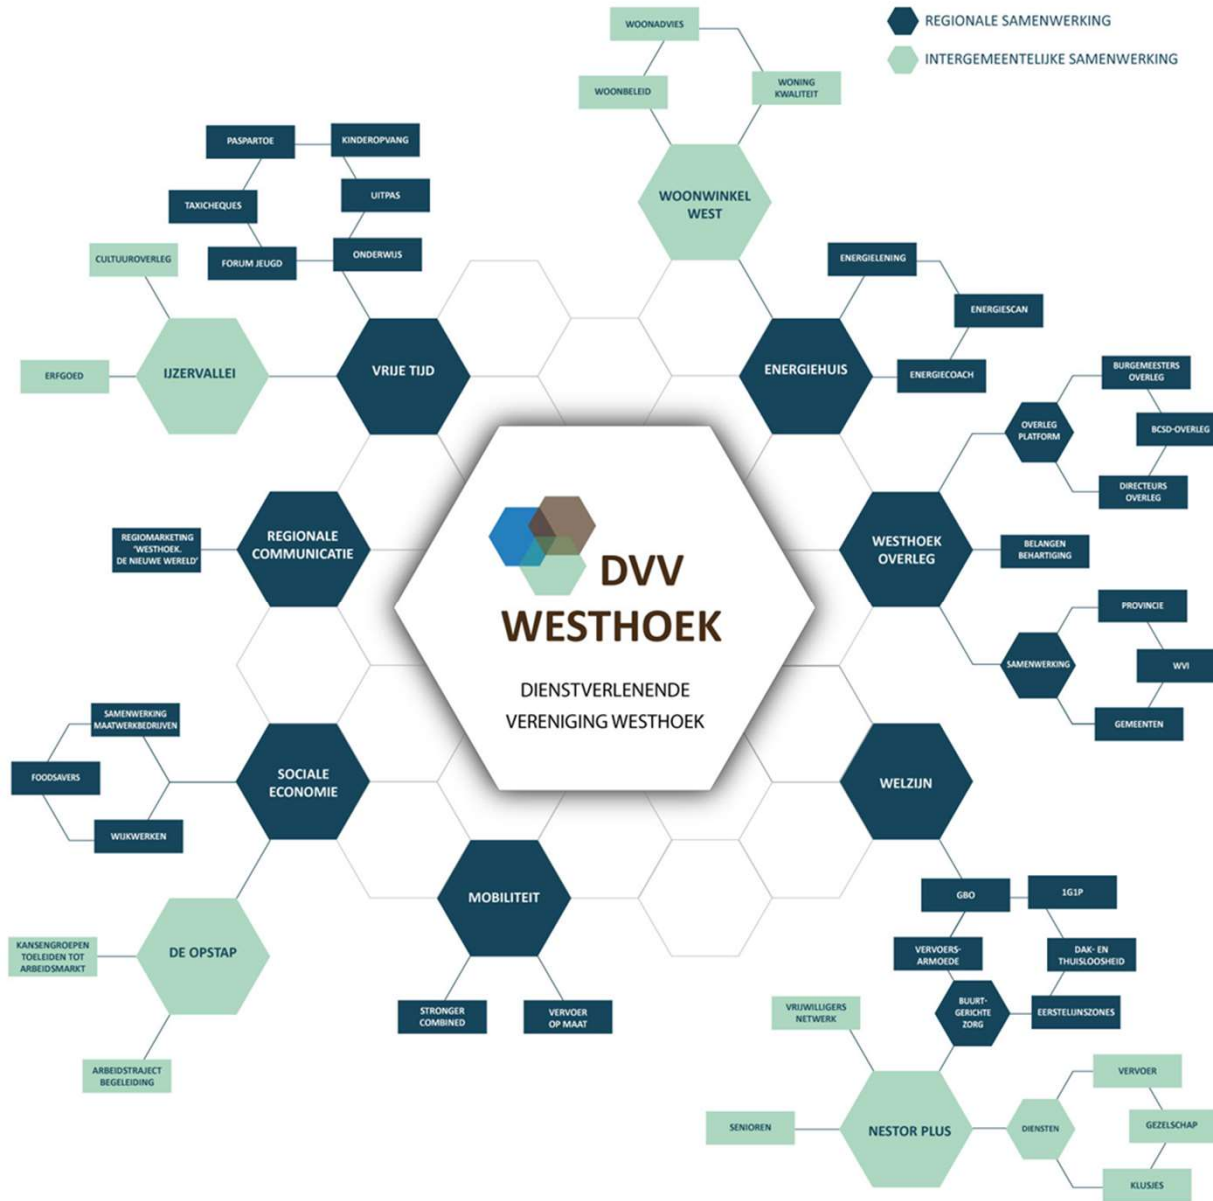 REGIONALE SAMENWERKING
INTERGEMEENTELIJKE SAMENWERKING
WOONADVIES
WOONBELEID
WONING
KWALITEIT
WOONWINKEL
WEST
PASPARTOE
KINDEROPVANG
TAXICHEQUES
UITPAS
FORUM JEUGD
ONDERWIJS
CULTUUROVERLEG
ERFGOED
IJZERVALLEI
VRIJE TIJD
ENERGIELENING
ENERGIESCAN
ENERGIECOACH
ENERGIEHUIS
BURGEMEESTERS
OVERLEG
OVERLEG
PLATFORM
BCSD-OVERLEG
DIRECTEURS
OVERLEG
REGIOMARKETING
'WESTHOEK.
DE NIEUWE WERELD'
REGIONALE
COMMUNICATIE
DVV
WESTHOEK
DIENSTVERLENENDE
VERENIGING WESTHOEK
WESTHOEK
OVERLEG
BELANGEN
BEHARTIGING
PROVINCIE
SAMENWERKING
WVI
GEMEENTEN
SAMENWERKING
MAATWERKBEDRIJVEN
FOODSAVERS
WIJKWERKEN
SOCIALE
ECONOMIE
WELZIJN
MOBILITEIT
STRONGER
COMBINED
VERVOER
OP MAAT
DE OPSTAP
KANSENGROEPEN
TOELEIDEN TOT
ARBEIDSMARKT
ARBEIDSTRAJECT
BEGELEIDING
GBO
1G1P
VERVOERS-
ARMOEDE
DAK- EN
THUISLOOSHEID
BUURT-
GERICHTE
ZORG
EERSTELIJNSZONES
VRIJWILLIGERS
NETWERK
SENIOREN
NESTOR PLUS
DIENSTEN
VERVOER
GEZELSCHAP
KLUSJES